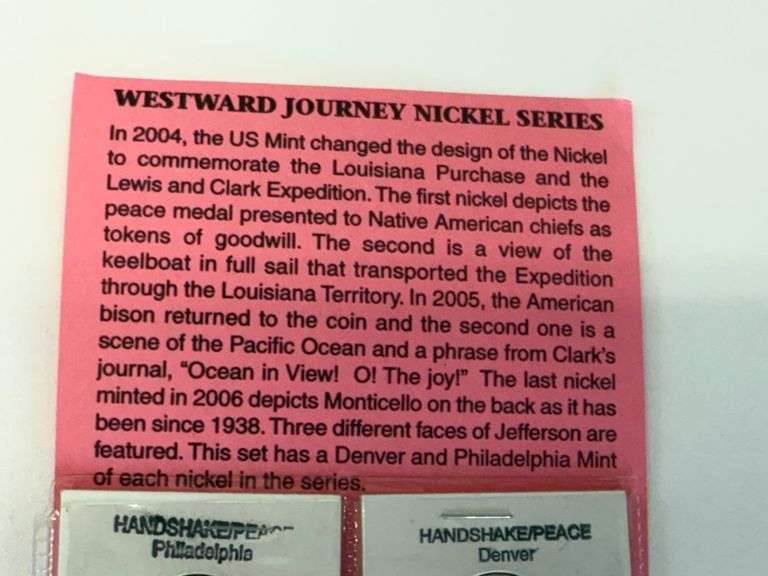 WESTWARD JOURNEY NICKEL SERIES
In 2004, the US Mint changed the design of the Nickel
to commemorate the Louisiana Purchase and the
Lewis and Clark Expedition. The first nickel depicts the
peace medal presented to Native American chiefs as
tokens of goodwill. The second is a view of the
keelboat in full sail that transported the Expedition
through the Louisiana Territory. In 2005, the American
bison returned to the coin and the second one is a
scene of the Pacific Ocean and a phrase from Clark's
journal, "Ocean in View! O! The joy!" The last nickel
minted in 2006 depicts Monticello on the back as it has
been since 1938. Three different faces of Jefferson are
featured. This set has a Denver and Philadelphia Mint
of each nickel in the series.
HANDSHAKE/PEACE HANDSHAKE/PEACE
Philadelphia Denver